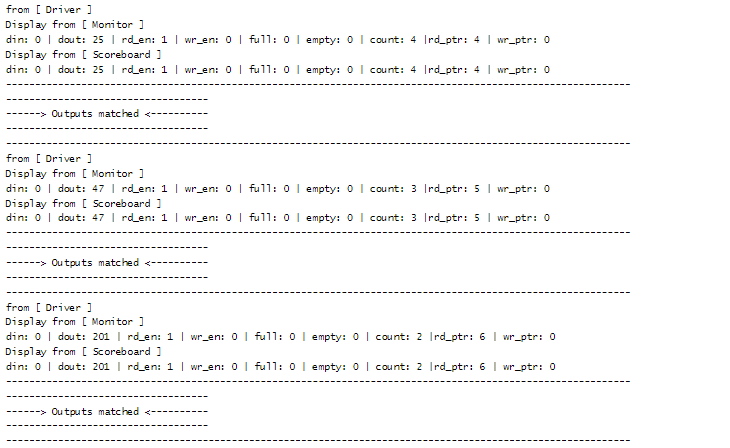 from [ Driver ]
Display from [ Monitor ]
din: 0 | dout: 25 | rd_en: 1 | wr_en: 0 | full: 0 | empty: 0 | count: 4 |rd_ptr: 4 | wr_ptr: 0
Display from [ Scoreboard ]
din: 0 | dout: 25 | rd_en: 1 | wr_en: 0 | full: 0 | empty: 0 | count: 4 |rd_ptr: 4 | wr_ptr: 0
------------------------------------------------------------------------------------------------------------
-----------------------------------
------> Outputs matched <----------
-----------------------------------
------------------------------------------------------------------------------------------------------------
from [ Driver ]
Display from [ Monitor ]
din: 0 | dout: 47 | rd_en: 1 | wr_en: 0 | full: 0 | empty: 0 | count: 3 |rd_ptr: 5 | wr_ptr: 0
Display from [ Scoreboard ]
din: 0 | dout: 47 | rd_en: 1 | wr_en: 0 | full: 0 | empty: 0 | count: 3 |rd_ptr: 5 | wr_ptr: 0
------------------------------------------------------------------------------------------------------------
-----------------------------------
------> Outputs matched <----------
-----------------------------------
------------------------------------------------------------------------------------------------------------
from [ Driver ]
Display from [ Monitor ]
din: 0 | dout: 201 | rd_en: 1 | wr_en: 0 | full: 0 | empty: 0 | count: 2 |rd_ptr: 6 | wr_ptr: 0
Display from [ Scoreboard ]
din: 0 | dout: 201 | rd_en: 1 | wr_en: 0 | full: 0 | empty: 0 | count: 2 |rd_ptr: 6 | wr_ptr: 0
------------------------------------------------------------------------------------------------------------
-----------------------------------
------> Outputs matched <----------
-----------------------------------
------------------------------------------------------------------------------------------------------------